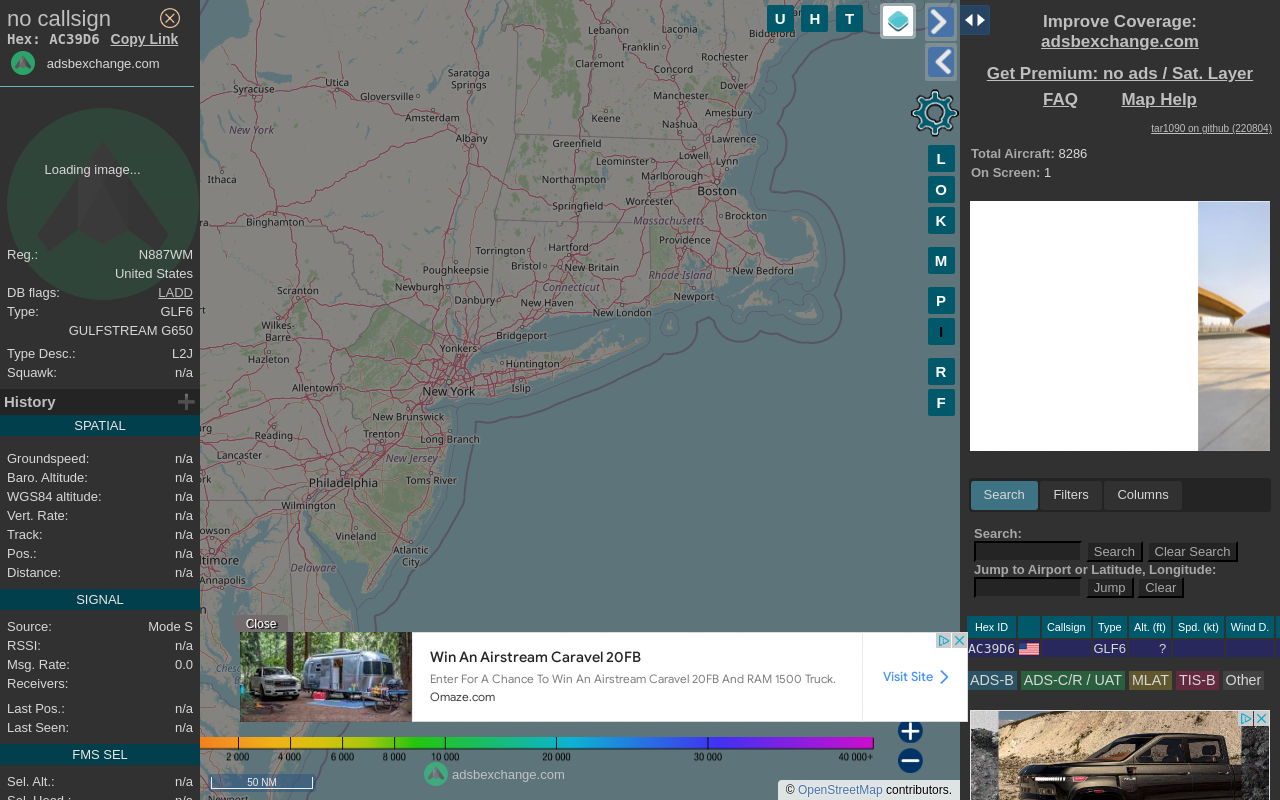 no callsign
Hex: AC39D6 Copy Link
adsbexchange.com
Loading image...
Reg.: N887WM
United States
DB flags: LADD
Type: GLF6
GULFSTREAM G650
Type Desc.: L2J
Squawk: n/a
History
SPATIAL
Groundspeed: n/a
Baro. Altitude: n/a
WGS84 altitude: n/a
Vert. Rate: n/a
Track: n/a
Pos.: n/a
Distance: n/a
SIGNAL
Source: Mode S
RSSI: n/a
Msg. Rate: 0.0
Receivers:
Last Pos.: n/a
Last Seen: n/a
FMS SEL
Sel. Alt.: n/a
Lebanon
Laconia
Franklin
Rochester
Biddeford
Claremont
Concord
Dover
Saratoga Springs
Utica
Gloversville
Syracuse
Manchester
Amesbury
Amsterdam
Keene
Nashua
New York
Albany
Greenfield
Lawrence
Leominster
Lowell
Lynn
Ithaca
Northampton
Marlborough
Boston
Springfield
Worcester
Binghamton
Massachusetts
Brockton
Providence
Torrington
Hartford
Poughkeepsie
Bristol
New Britain
Rhode Island
New Bedford
Scranton
Newburgh
Connecticut
Danbury
New Haven
Newport
New London
Wilkes-Barre
Bridgeport
Hazleton
Yonkers
Huntington
Allentown
New York
Islip
New Brunswick
Reading
Trenton
Long Branch
Lancaster
New Jersey
Philadelphia
Toms River
Wilmington
Vineland
Atlantic City
Delaware
Annapolis
U H T
L
O
K
M
P
I
R
F
Close
Win An Airstream Caravel 20FB
Enter For A Chance To Win An Airstream Caravel 20FB And RAM 1500 Truck.
Omaze.com
Visit Site
2 000 4 000 6 000 8 000 10 000 20 000 30 000 40 000+
50 NM
adsbexchange.com
© OpenStreetMap contributors.
Improve Coverage:
adsbexchange.com
Get Premium: no ads / Sat. Layer
FAQ Map Help
tar1090 on github (220804)
Total Aircraft: 8286
On Screen: 1
Search Filters Columns
Search:
Search Clear Search
Jump to Airport or Latitude, Longitude:
Jump Clear
Hex ID Callsign Type Alt. (ft) Spd. (kt) Wind D.
AC39D6 GLF6 ?
ADS-B ADS-C/R / UAT MLAT TIS-B Other